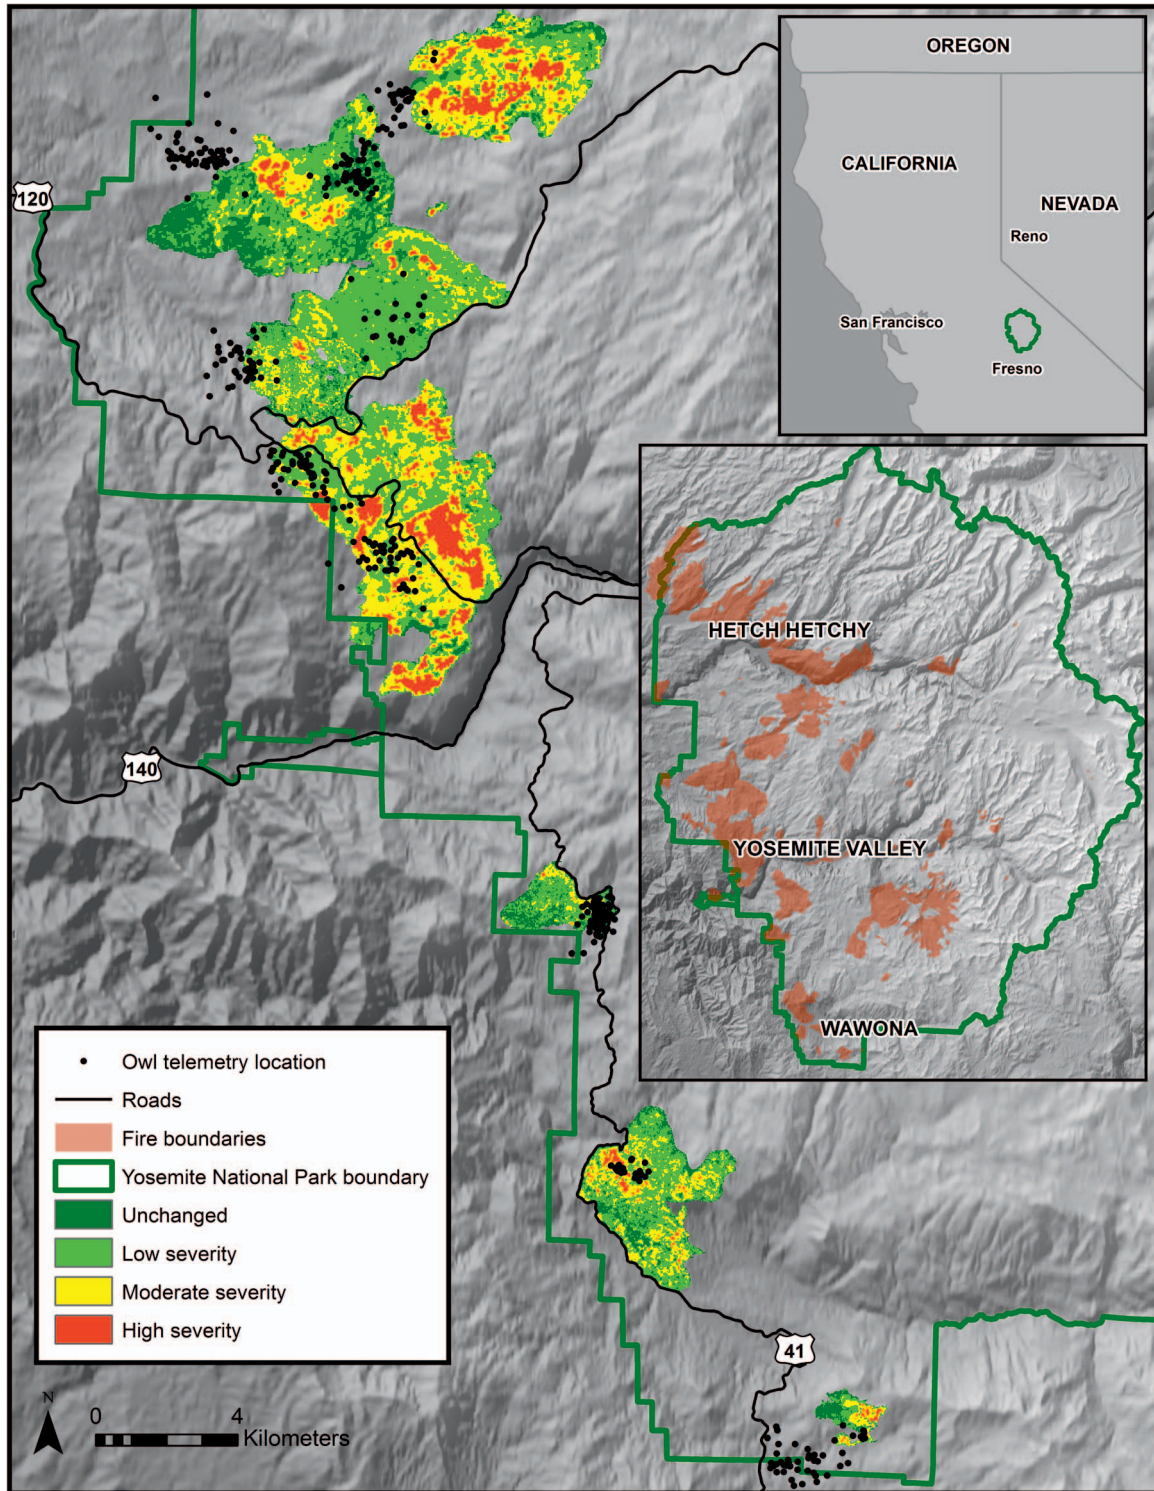 OREGON
CALIFORNIA
NEVADA
Reno
San Francisco
Fresno
120
HETCH HETCHY
YOSEMITE VALLEY
WAWONA
140
Owl telemetry location
Roads
Fire boundaries
Yosemite National Park boundary
Unchanged
Low severity
Moderate severity
High severity
41
N
0 4
Kilometers